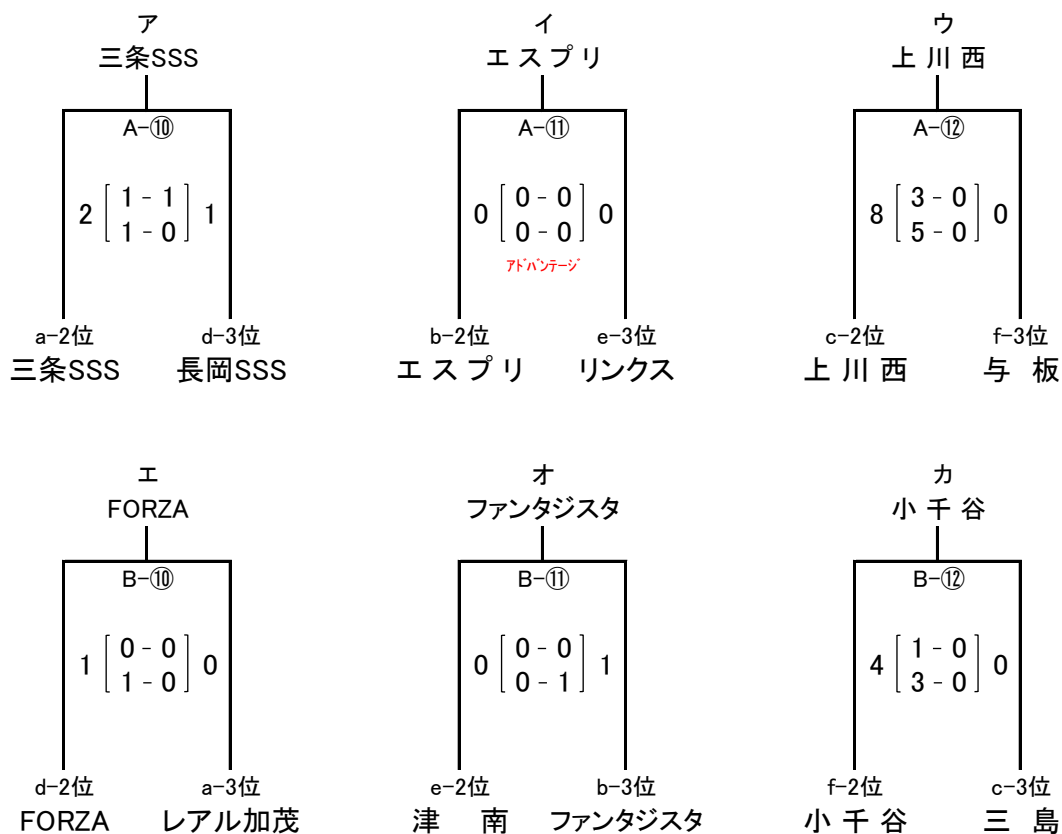 ア イ ウ
三条SSS エスプリ 上川西
A-⑩ A-⑪ A-⑫
2 [ 1 - 1 ] 1 0 [ 0 - 0 ] 0 8 [ 3 - 0 ] 0
1 - 0 0 - 0 5 - 0
ｱﾄﾞﾊﾞﾝﾃｰｼﾞ
a-2位 d-3位 b-2位 e-3位 c-2位 f-3位
三条SSS 長岡SSS エスプリ リンクス 上川西 与板
エ オ カ
FORZA ファンタジスタ 小千谷
B-⑩ B-⑪ B-⑫
1 [ 0 - 0 ] 0 0 [ 0 - 0 ] 1 4 [ 1 - 0 ] 0
1 - 0 0 - 1 3 - 0
d-2位 a-3位 e-2位 b-3位 f-2位 c-3位
FORZA レアル加茂 津南 ファンタジスタ 小千谷 三島